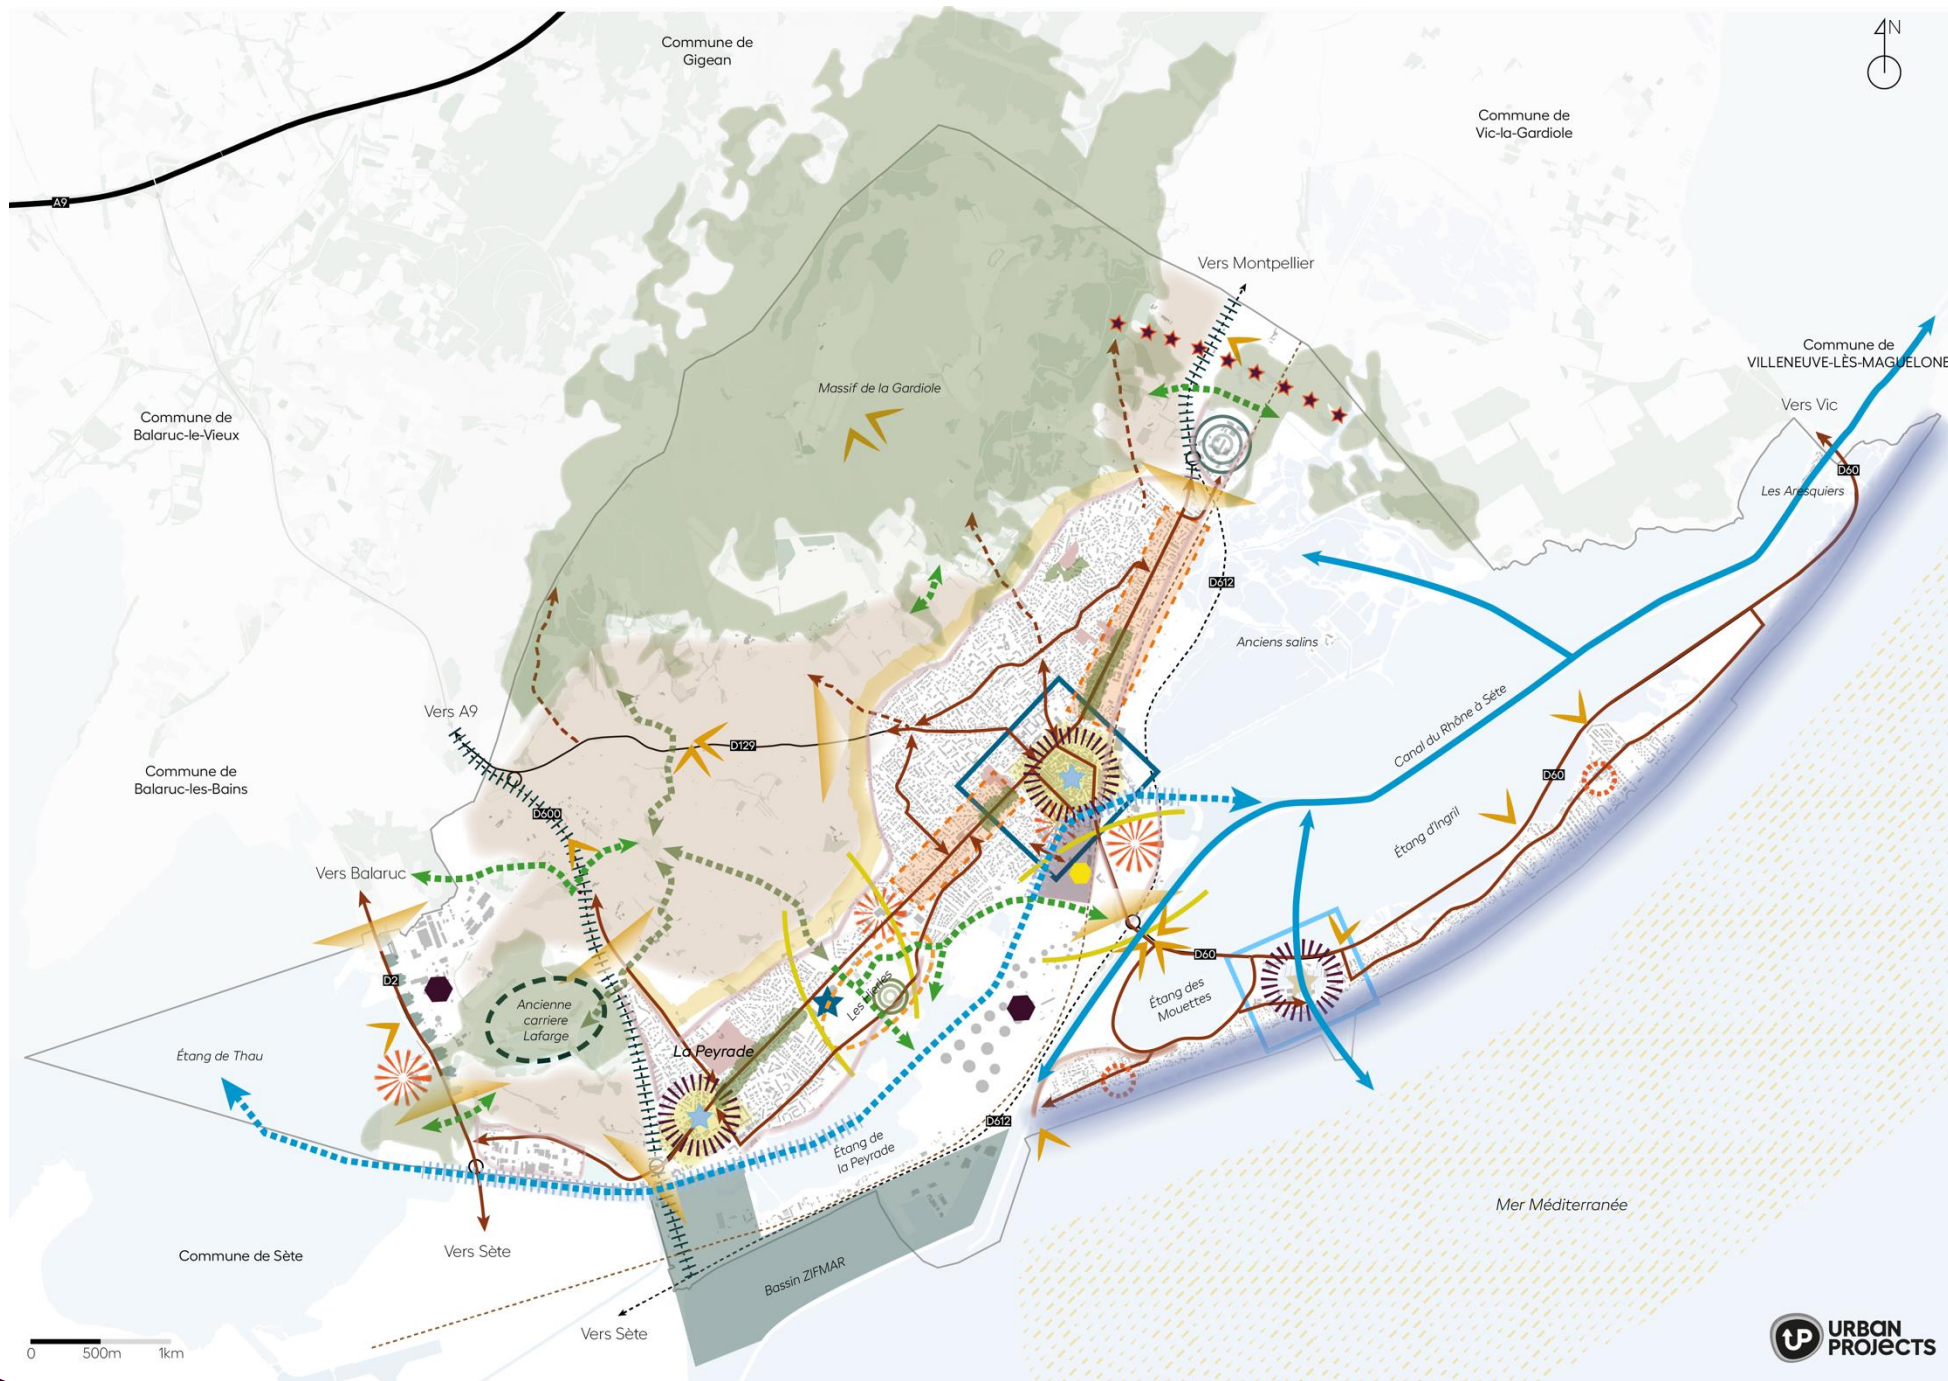 Commune de
Gigean
N
Commune de
Vic-la-Gardiole
A9
Vers Montpellier
Commune de
VILLENEUVE-LÈS-MAGUELONE
Massif de la Gardiole
Vers Vic
Commune de
Balaruc-le-Vieux
D60
Les Aresquiers
D612
Anciens salins
Vers A9
Canal du Rhône à Séte
D129
Commune de
Balaruc-les-Bains
D60
D600
Étang d'Ingril
Vers Balaruc
D60
D2
Les Hierles
Étang des
Mouettes
Ancienne
carriere
Lafarge
La Peyrade
Étang de Thau
D612
Étang de
la Peyrade
Mer Méditerranée
Commune de Sète
Vers Sète
Bassin ZIFMAR
Vers Sète
0 500m 1km
UP URBAN
PROJECTS